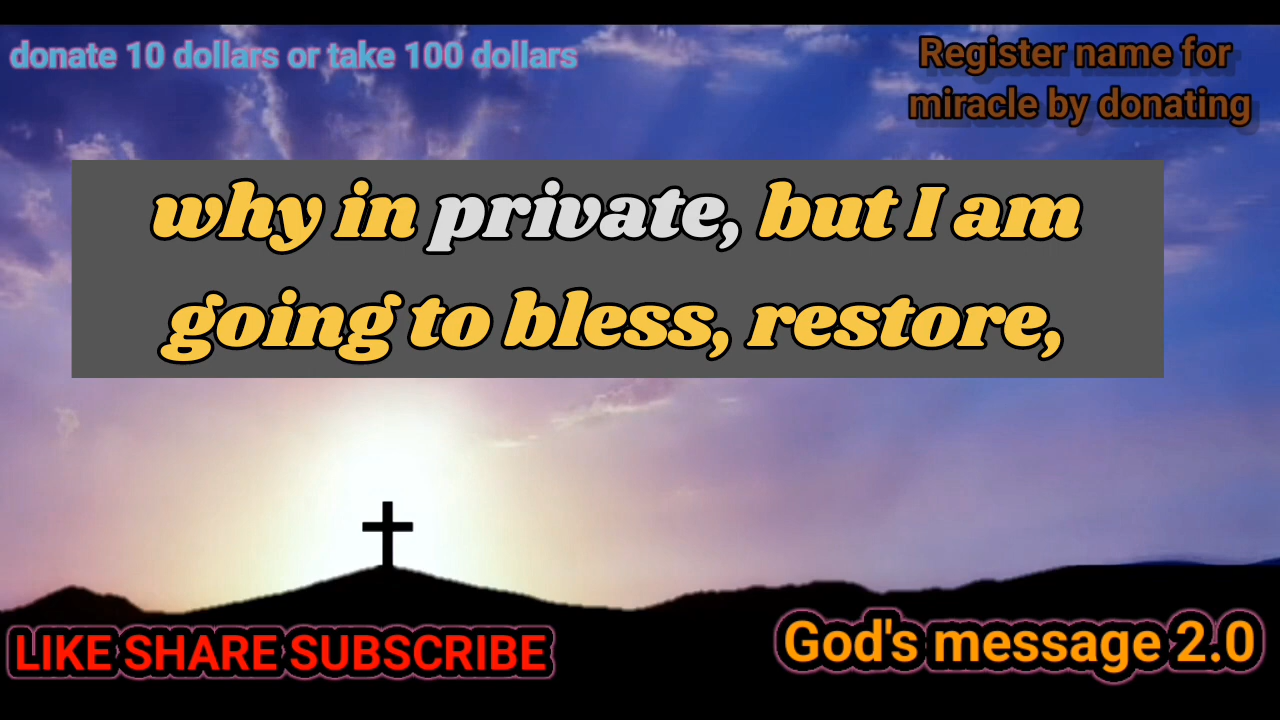 donate 10 dollars or take 100 dollars
Register name for
miracle by donating
why in private, but I am
going to bless, restore,
LIKE SHARE SUBSCRIBE
God's message 2.0